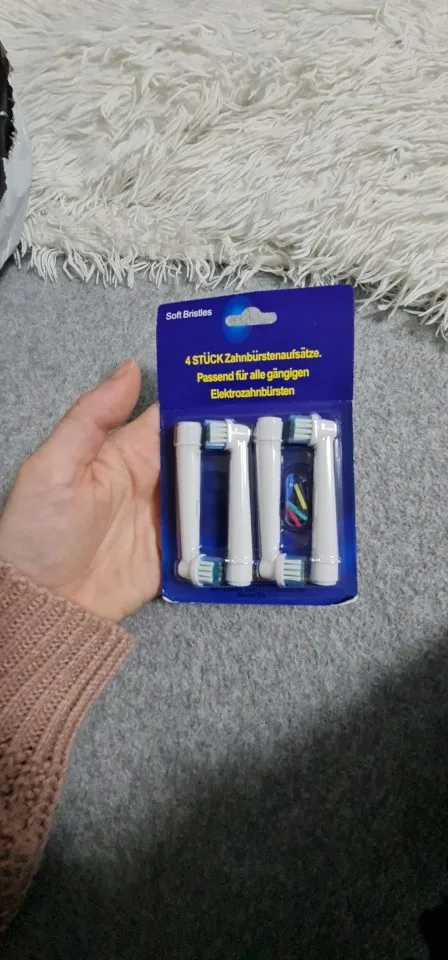 Soft Bristles
4 STÜCK Zahnbürstenaufsätze.
Passend für alle gängigen
Elektrozahnbürsten